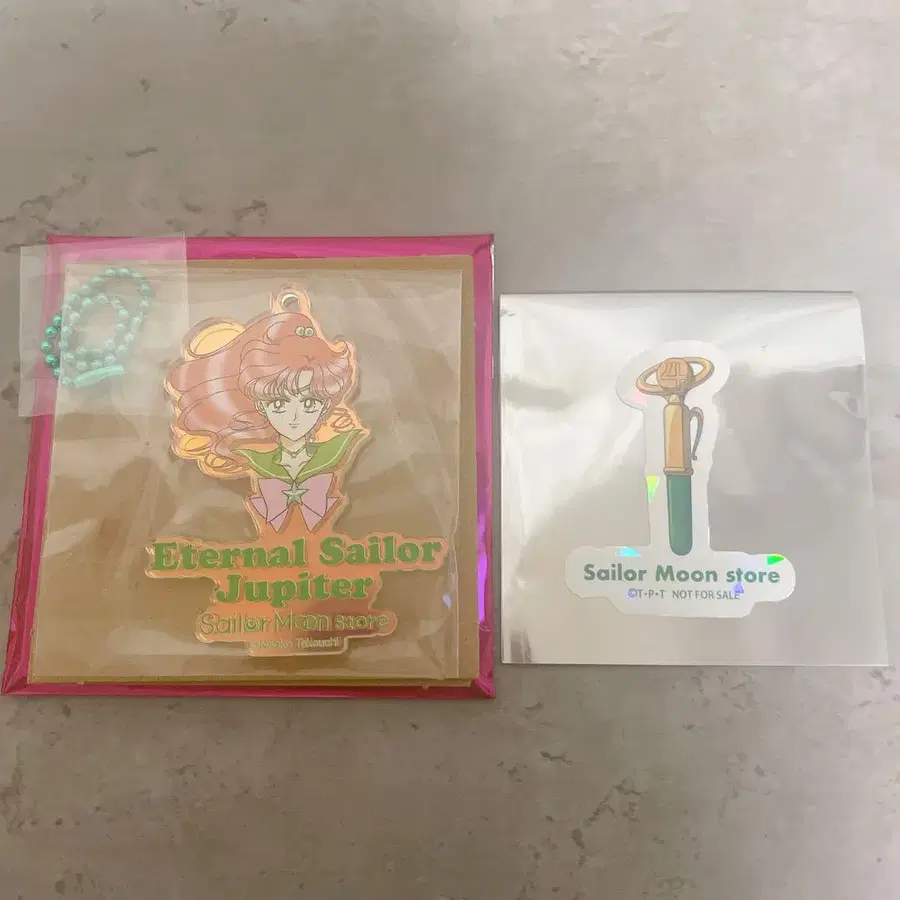 Eternal Sailor
Jupiter
Sailor Moon store
Naoko Takeuchi
Sailor Moon store
©T・P・T NOT FOR SALE